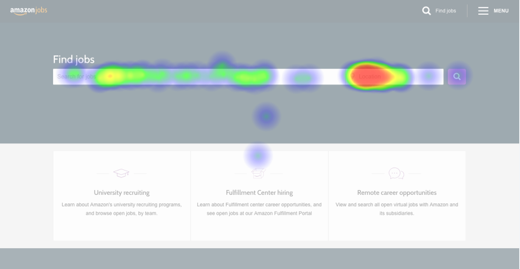 amazonjobs
Find jobs
MENU
Find jobs
University recruiting
Learn about Amazon's university recruiting programs,
and browse open jobs, by team.
Fulfillment Center hiring
Learn about Fulfillment center career opportunities, and
see open jobs at our Amazon Fulfillment Portal
Remote career opportunities
View and search all open virtual jobs with Amazon and
its subsidiaries.